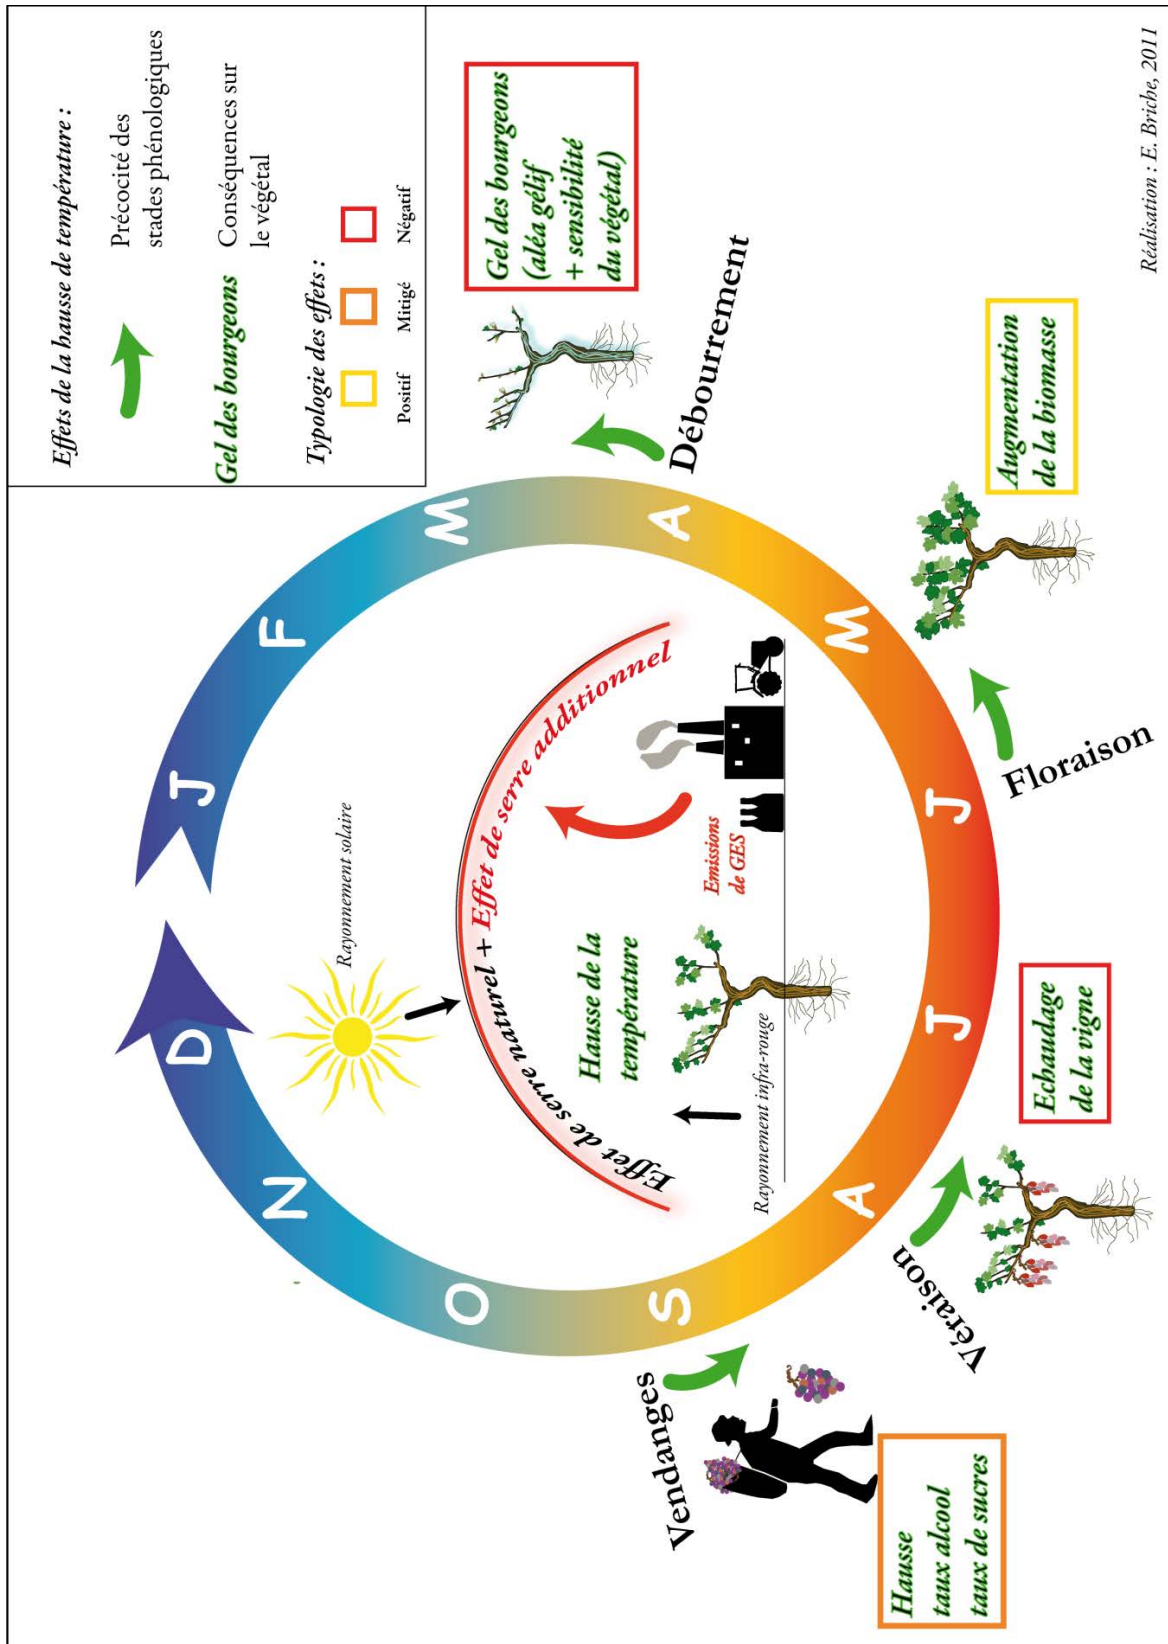 Effets de la hausse de température :
Précocité des
stades phénologiques
Gel des bourgeons
Conséquences sur
le végétal
Typologie des effets :
Positif
Mitigé
Négatif
J
F
M
A
M
J
J
A
S
O
N
D
Rayonnement solaire
Effet de serre naturel + Effet de serre additionnel
Hausse de la
température
Emissions
de GES
Rayonnement infra-rouge
Débourrement
Gel des bourgeons
(aléa gélif
+ sensibilité
du végétal)
Floraison
Augmentation
de la biomasse
Véraison
Echaudage
de la vigne
Vendanges
Hausse
taux alcool
taux de sucres
Réalisation : E. Briche, 2011